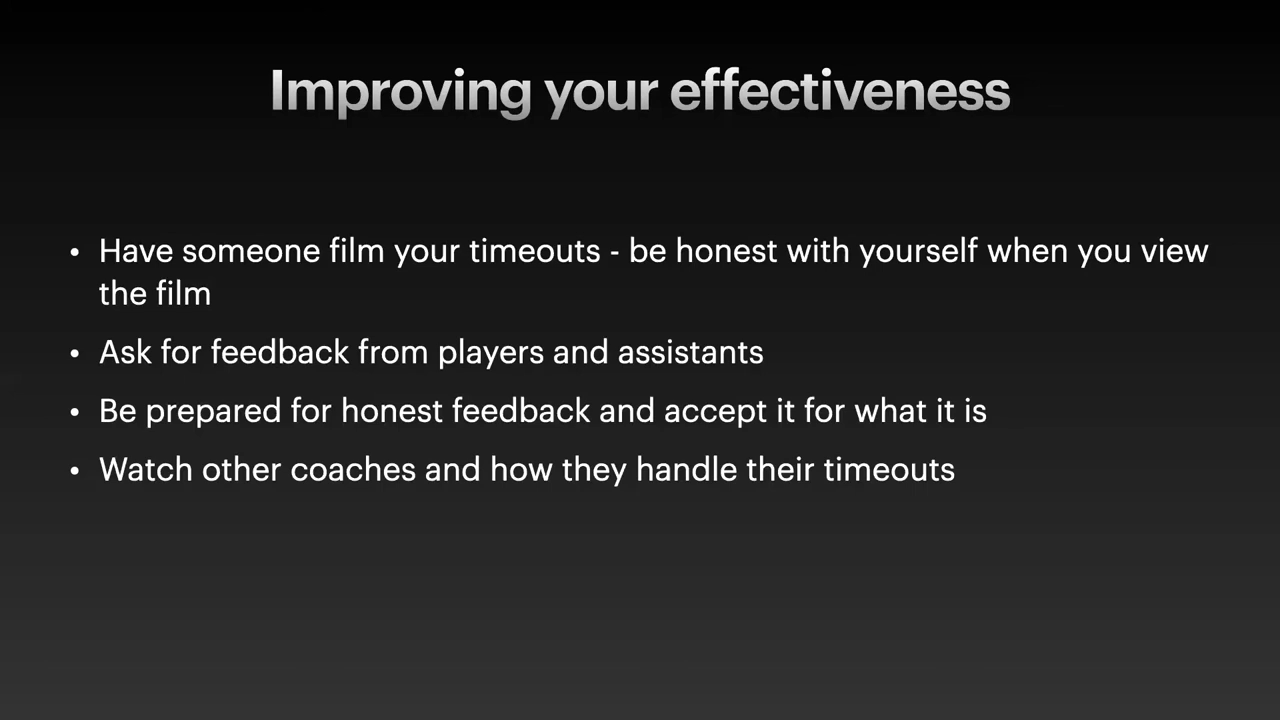 Improving your effectiveness
• Have someone film your timeouts - be honest with yourself when you view
the film
• Ask for feedback from players and assistants
• Be prepared for honest feedback and accept it for what it is
• Watch other coaches and how they handle their timeouts